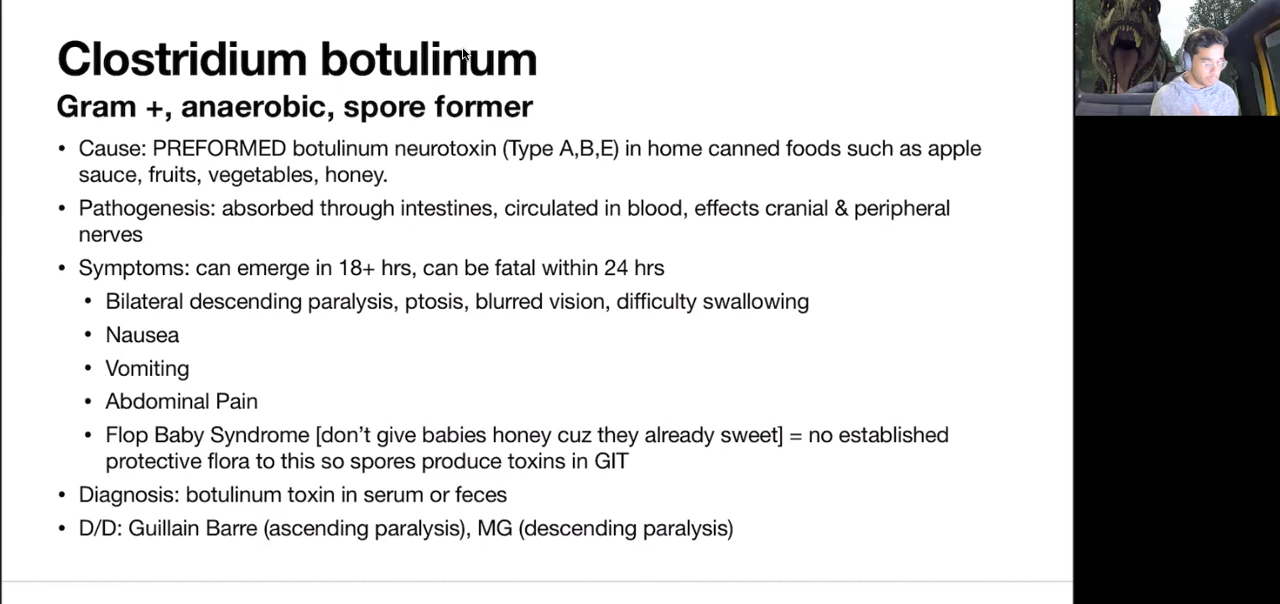 Clostridium botulinum
Gram +, anaerobic, spore former
• Cause: PREFORMED botulinum neurotoxin (Type A,B,E) in home canned foods such as apple
sauce, fruits, vegetables, honey.
• Pathogenesis: absorbed through intestines, circulated in blood, effects cranial & peripheral
nerves
• Symptoms: can emerge in 18+ hrs, can be fatal within 24 hrs
• Bilateral descending paralysis, ptosis, blurred vision, difficulty swallowing
• Nausea
• Vomiting
• Abdominal Pain
• Flop Baby Syndrome [don’t give babies honey cuz they already sweet] = no established
protective flora to this so spores produce toxins in GIT
• Diagnosis: botulinum toxin in serum or feces
• D/D: Guillain Barre (ascending paralysis), MG (descending paralysis)